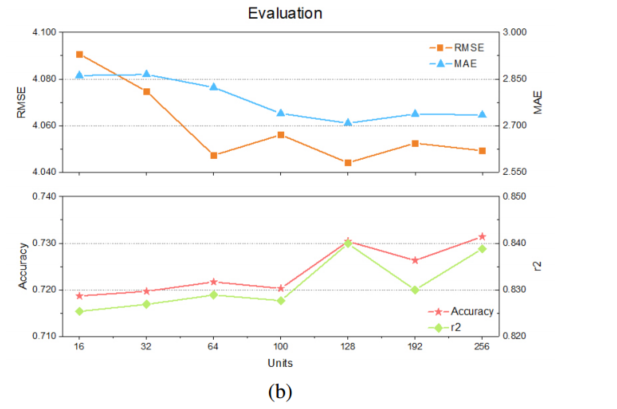 Evaluation
4.100
4.080
4.060
4.040
RMSE
3.000
2.850
2.700
2.550
MAE
RMSE
MAE
0.740
0.730
0.720
0.710
Accuracy
0.850
0.840
0.830
0.820
r2
Accuracy
r2
16 32 64 100 128 192 256
Units
(b)